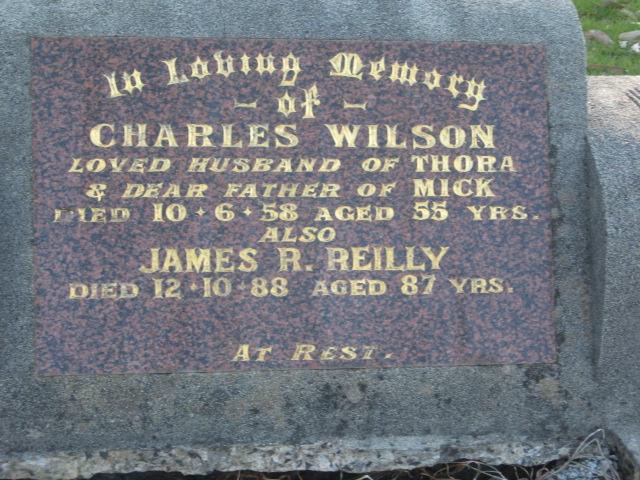 In Loving Memory
- of -
CHARLES WILSON
LOVED HUSBAND OF THORA
& DEAR FATHER OF MICK
DIED 10·6·58 AGED 55 YRS.
ALSO
JAMES R. REILLY
DIED 12·10·88 AGED 87 YRS.
AT REST.